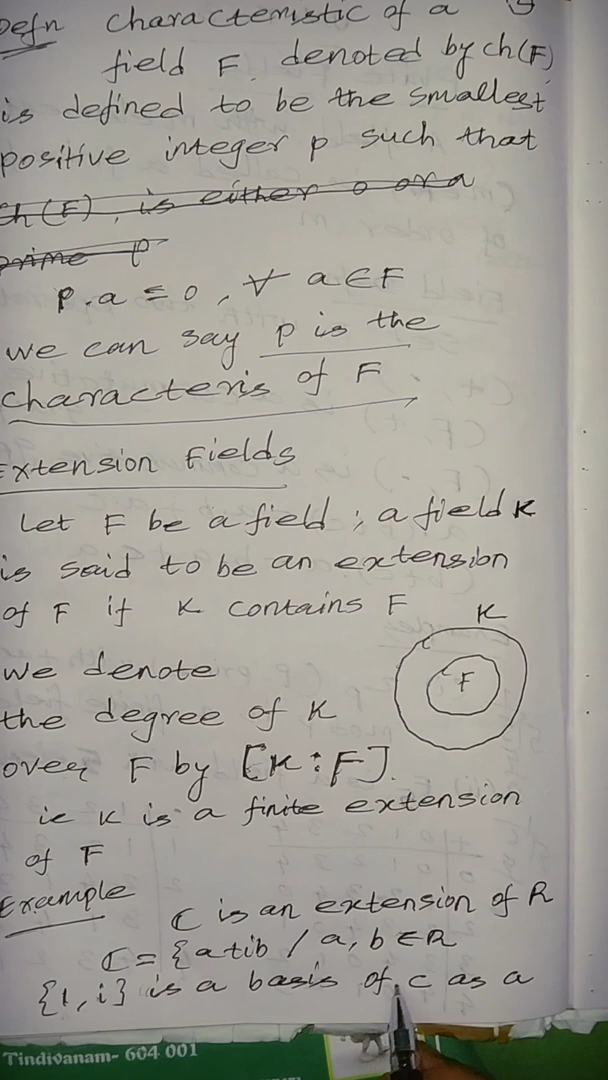 Defn characteristic of a
field F, denoted by ch(F)
is defined to be the smallest
positive integer p such that
ch(F), is either 0 or a
prime P
p.a = 0, ∀ a∈F
we can say P is the
characteris of F
Extension Fields
Let F be a field; a field K
is said to be an extension
of F if K contains F
K
F
we denote
the degree of K
over F by [K:F].
ie K is a finite extension
of F
Example
C is an extension of R
C = {a+ib / a, b ∈ R
{1, i} is a basis of C as a
Tindivanam- 604 001